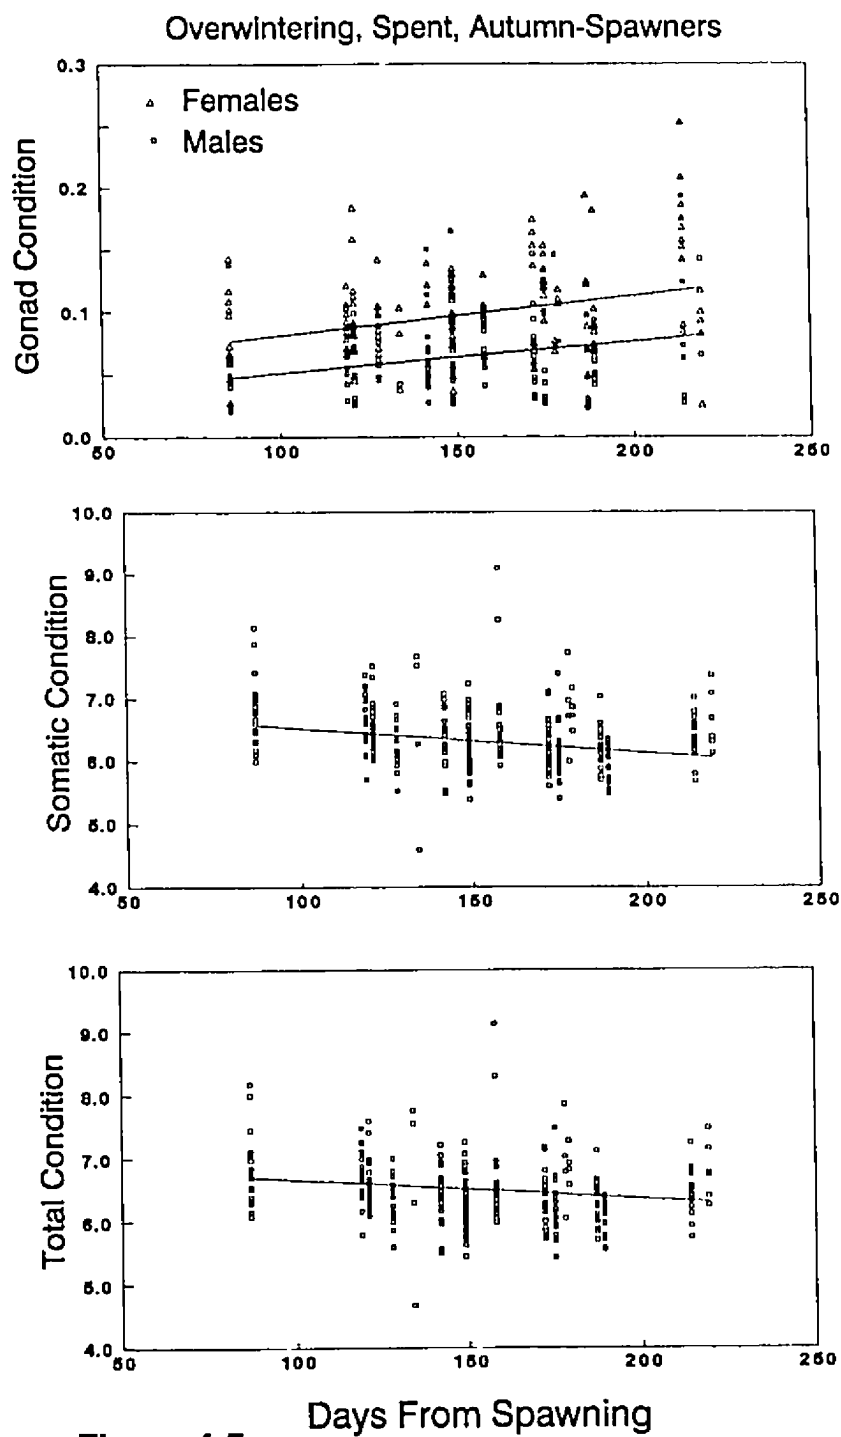 Overwintering, Spent, Autumn-Spawners
Gonad Condition
0.3
0.2
0.1
0.0
Females
Males
50 100 150 200 250
Somatic Condition
10.0
9.0
8.0
7.0
6.0
5.0
4.0
50 100 150 200 250
Total Condition
10.0
9.0
8.0
7.0
6.0
5.0
4.0
50 100 150 200 250
Days From Spawning